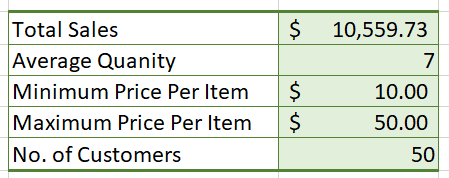 Total Sales $ 10,559.73
Average Quanity 7
Minimum Price Per Item $ 10.00
Maximum Price Per Item $ 50.00
No. of Customers 50